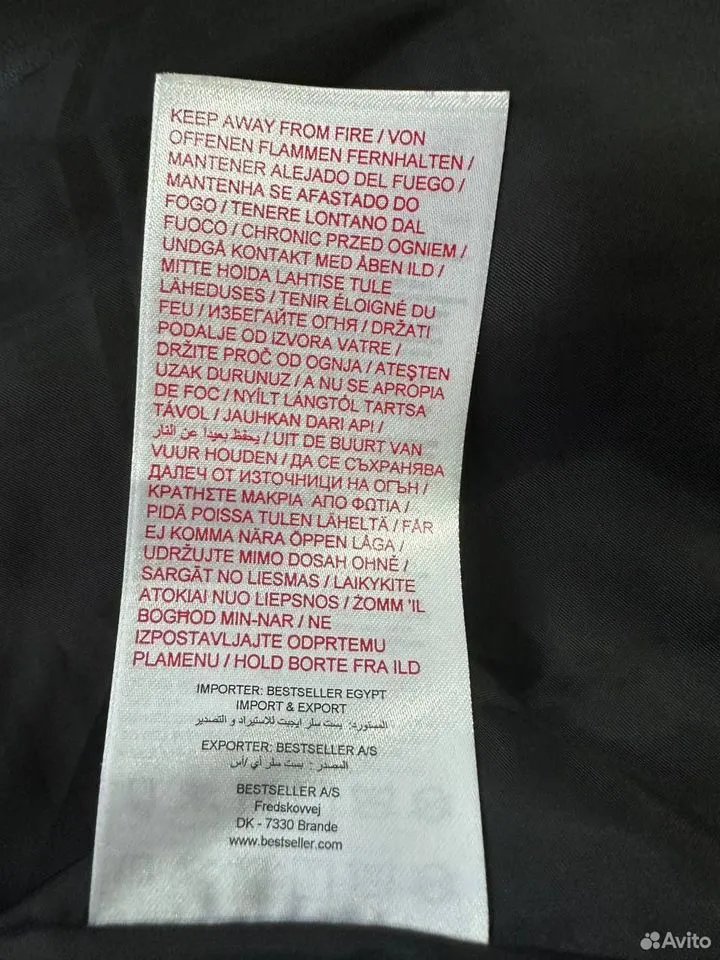 KEEP AWAY FROM FIRE / VON
OFFENEN FLAMMEN FERNHALTEN /
MANTENER ALEJADO DEL FUEGO /
MANTENHA SE AFASTADO DO
FOGO / TENERE LONTANO DAL
FUOCO / CHRONIC PRZED OGNIEM /
UNDGÅ KONTAKT MED ÅBEN ILD /
MITTE HOIDA LAHTISE TULE
LÄHEDUSES / TENIR ÉLOIGNÉ DU
FEU / ИЗБЕГАЙТЕ ОГНЯ / DRŽATI
PODALJE OD IZVORA VATRE /
DRŽITE PROČ OD OGNJA / ATEŞTEN
UZAK DURUNUZ / A NU SE APROPIA
DE FOC / NYÍLT LÁNGTÓL TARTSA
TÁVOL / JAUHKAN DARI API /
يحفظ بعيدا عن النار / UIT DE BUURT VAN
VUUR HOUDEN / ДА СЕ СЪХРАНЯВА
ДАЛЕЧ ОТ ИЗТОЧНИЦИ НА ОГЪН /
ΚΡΑΤΗΣΤΕ ΜΑΚΡΙΑ ΑΠΟ ΦΩΤΙΑ /
PIDÄ POISSA TULEN LÄHELTÄ / FÅR
EJ KOMMA NÄRA ÖPPEN LÅGA /
UDRŽUJTE MIMO DOSAH OHNĚ /
SARGĀT NO LIESMAS / LAIKYKITE
ATOKIAI NUO LIEPSNOS / ŻOMM 'IL
BOGĦOD MIN-NAR / NE
IZPOSTAVLJAJTE ODPRTEMU
PLAMENU / HOLD BORTE FRA ILD
IMPORTER: BESTSELLER EGYPT
IMPORT & EXPORT
المستورد: بست سلر ايجبت للاستيراد و التصدير
EXPORTER: BESTSELLER A/S
المصدر : بست سلر أي /أس
BESTSELLER A/S
Fredskovvej
DK - 7330 Brande
www.bestseller.com
Avito